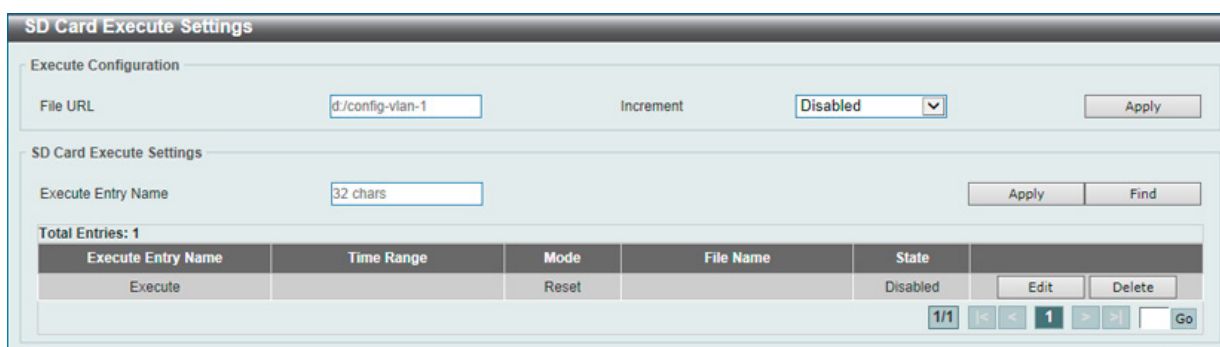 SD Card Execute Settings
Execute Configuration
File URL d:/config-vlan-1 Increment Disabled Apply
SD Card Execute Settings
Execute Entry Name 32 chars Apply Find
Total Entries: 1
Execute Entry Name Time Range Mode File Name State
Execute Reset Disabled Edit Delete
1/1 |< < 1 > >| Go